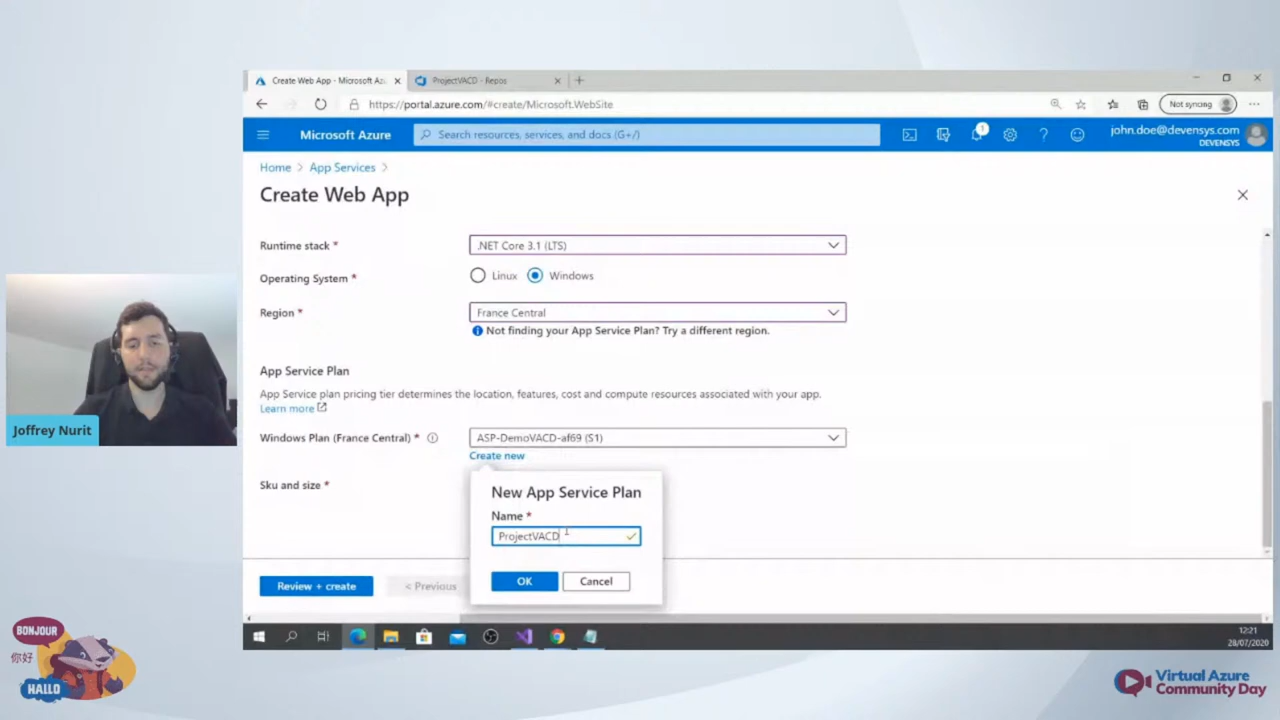 Create Web App - Microsoft Az
ProjectVACD - Repos
https://portal.azure.com/#create/Microsoft.WebSite
Not syncing
Microsoft Azure
Search resources, services, and docs (G+/)
1
john.doe@devensys.com
DEVENSYS
Home > App Services >
Create Web App
Runtime stack *
.NET Core 3.1 (LTS)
Operating System *
Linux
Windows
Region *
France Central
Not finding your App Service Plan? Try a different region.
App Service Plan
App Service plan pricing tier determines the location, features, cost and compute resources associated with your app.
Learn more
Windows Plan (France Central) *
ASP-DemoVACD-af69 (S1)
Create new
Sku and size *
New App Service Plan
Name *
ProjectVACD
OK
Cancel
Review + create
< Previous
12:21
28/07/2020
Joffrey Nurit
BONJOUR
你好
HALLO
Virtual Azure
Community Day